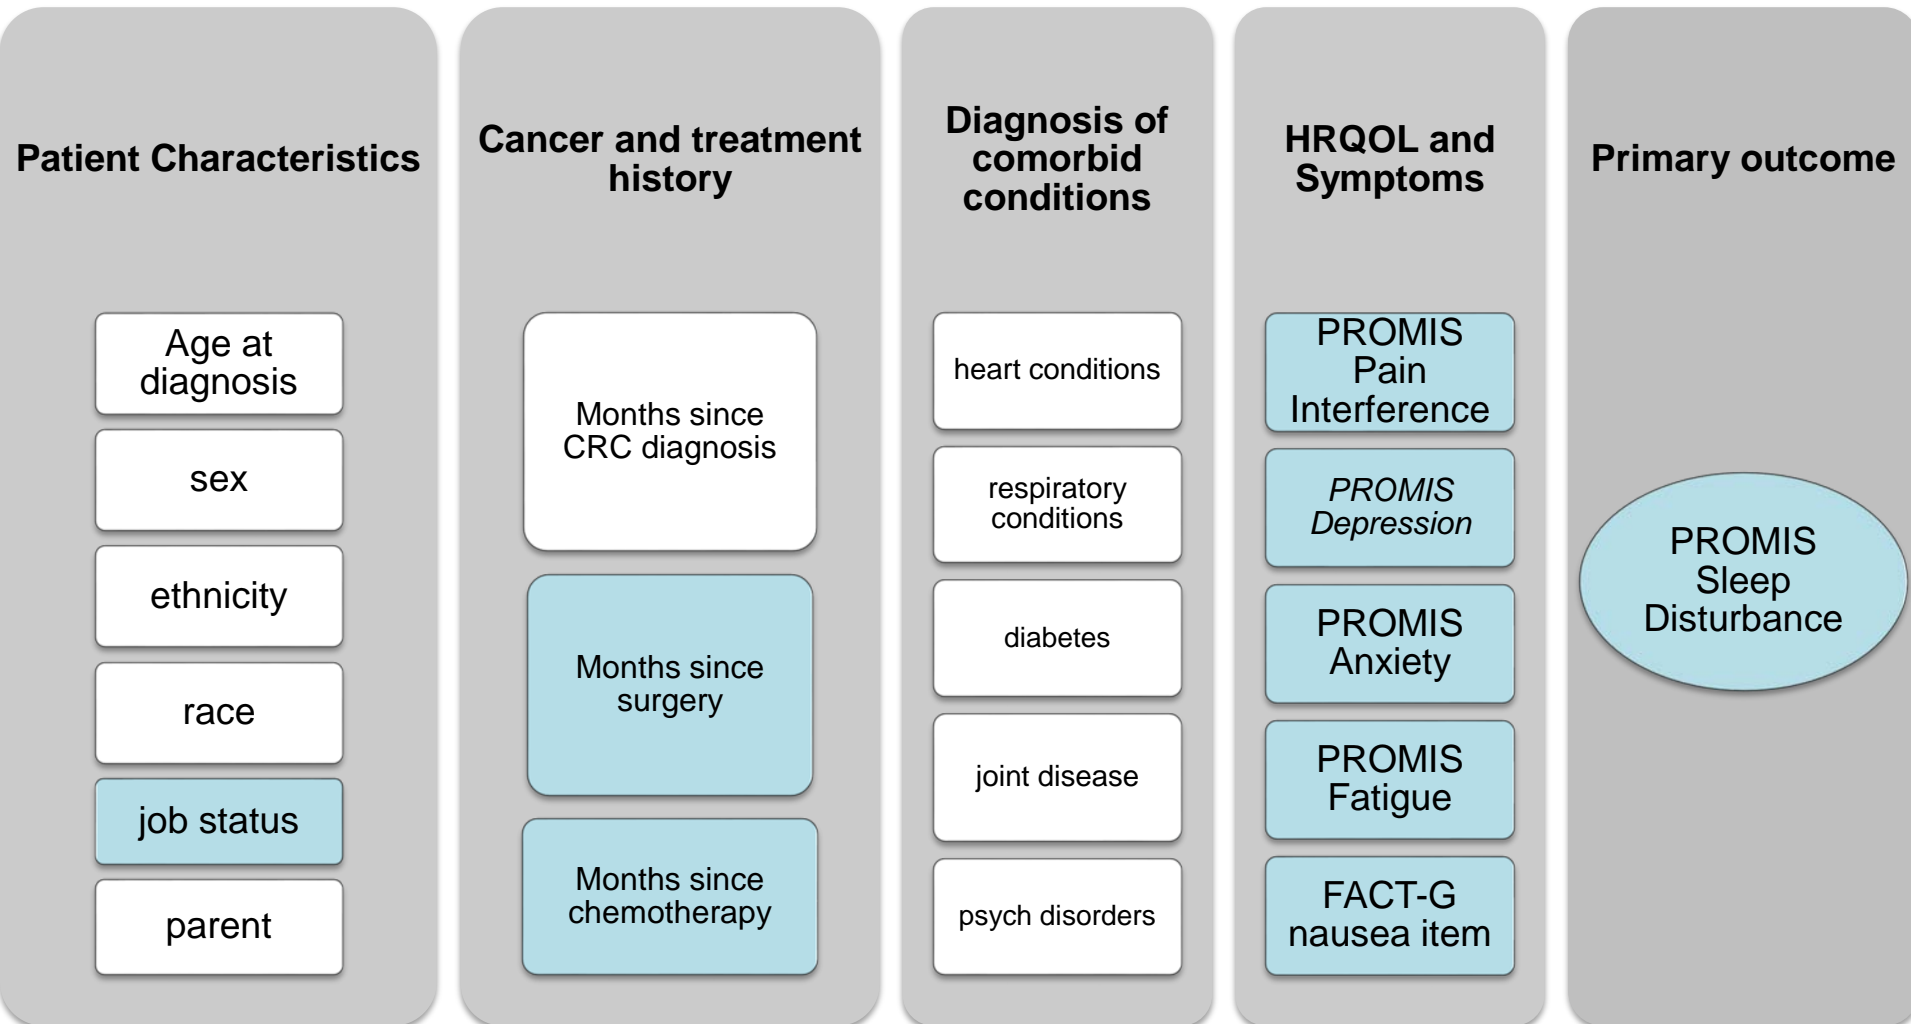 Patient Characteristics
Age at
diagnosis
sex
ethnicity
race
job status
parent
Cancer and treatment
history
Months since
CRC diagnosis
Months since
surgery
Months since
chemotherapy
Diagnosis of
comorbid
conditions
heart conditions
respiratory
conditions
diabetes
joint disease
psych disorders
HRQOL and
Symptoms
PROMIS
Pain
Interference
PROMIS
Depression
PROMIS
Anxiety
PROMIS
Fatigue
FACT-G
nausea item
Primary outcome
PROMIS
Sleep
Disturbance